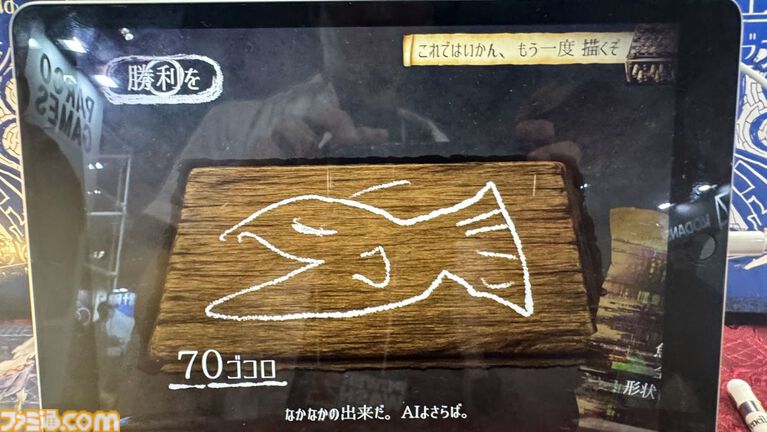 これではいかん、もう一度 描くぞ
勝利を
PARCO
GAMES
KODANS
70ゴコロ
形状
なかなかの出来だ。AIよさらば。
ファミ通.com